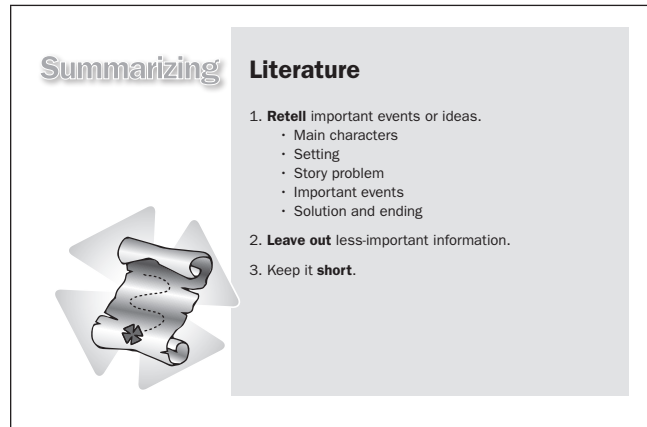 Summarizing
Literature
1. Retell important events or ideas.
• Main characters
• Setting
• Story problem
• Important events
• Solution and ending
2. Leave out less-important information.
3. Keep it short.